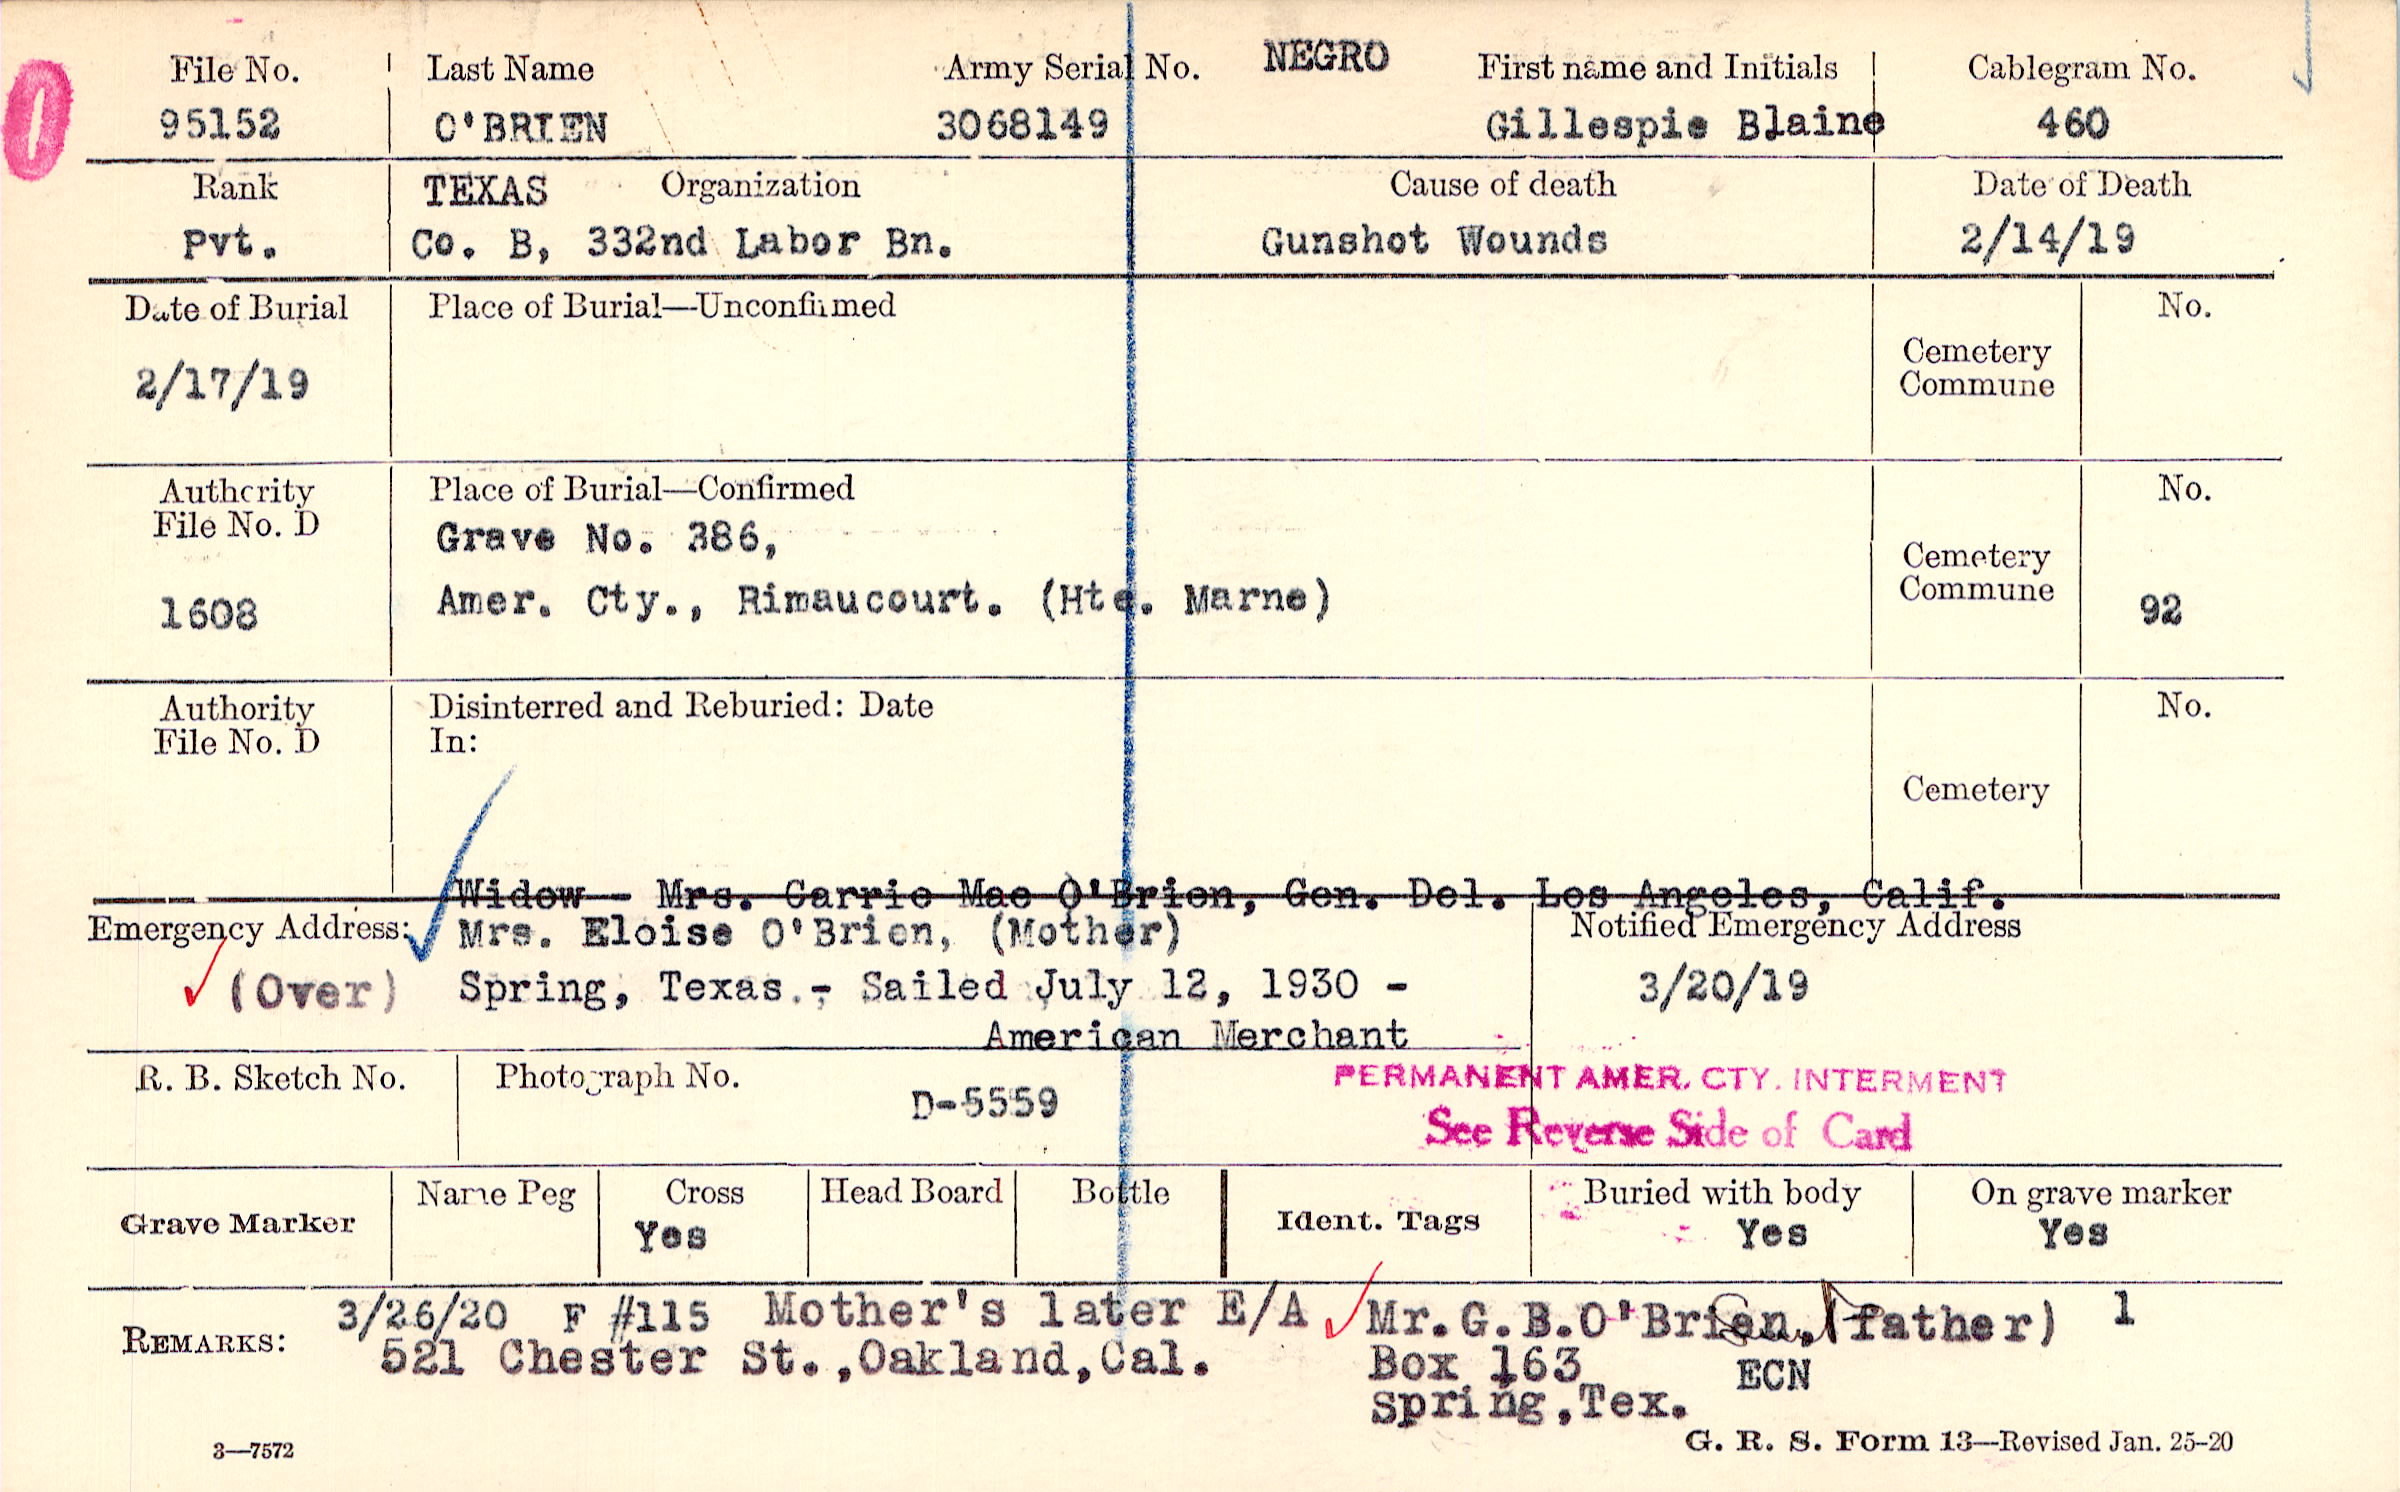 File No. Last Name Army Serial No. NEGRO First name and Initials Cablegram No.
95152 O'BRIEN 3068149 Gillespie Blaine 460
Rank TEXAS Organization Cause of death Date of Death
Pvt. Co. B, 332nd Labor Bn. Gunshot Wounds 2/14/19
Date of Burial Place of Burial—Unconfirmed No.
Cemetery
Commune
2/17/19
Authority Place of Burial—Confirmed No.
File No. D
Grave No. 386,
Cemetery
Commune
1608 Amer. Cty., Rimaucourt. (Hte. Marne) 92
Authority Disinterred and Reburied: Date No.
File No. D In:
Cemetery
Widow - Mrs. Carrie Mae O'Brien, Gen. Del. Los Angeles, Calif.
Emergency Address: Mrs. Eloise O'Brien, (Mother) Notified Emergency Address
(Over) Spring, Texas.- Sailed July 12, 1930 - 3/20/19
American Merchant
R. B. Sketch No. Photograph No. PERMANENT AMER. CTY. INTERMENT
D-5559 See Reverse Side of Card
Grave Marker Name Peg Cross Head Board Bottle Ident. Tags Buried with body On grave marker
Yes Yes Yes
REMARKS: 3/26/20 F #115 Mother's later E/A Mr.G.B.O'Brien,(father) 1
521 Chester St.,Oakland,Cal. Box 163 ECN
Spring,Tex.
3—7572 G. R. S. Form 13—Revised Jan. 25-20